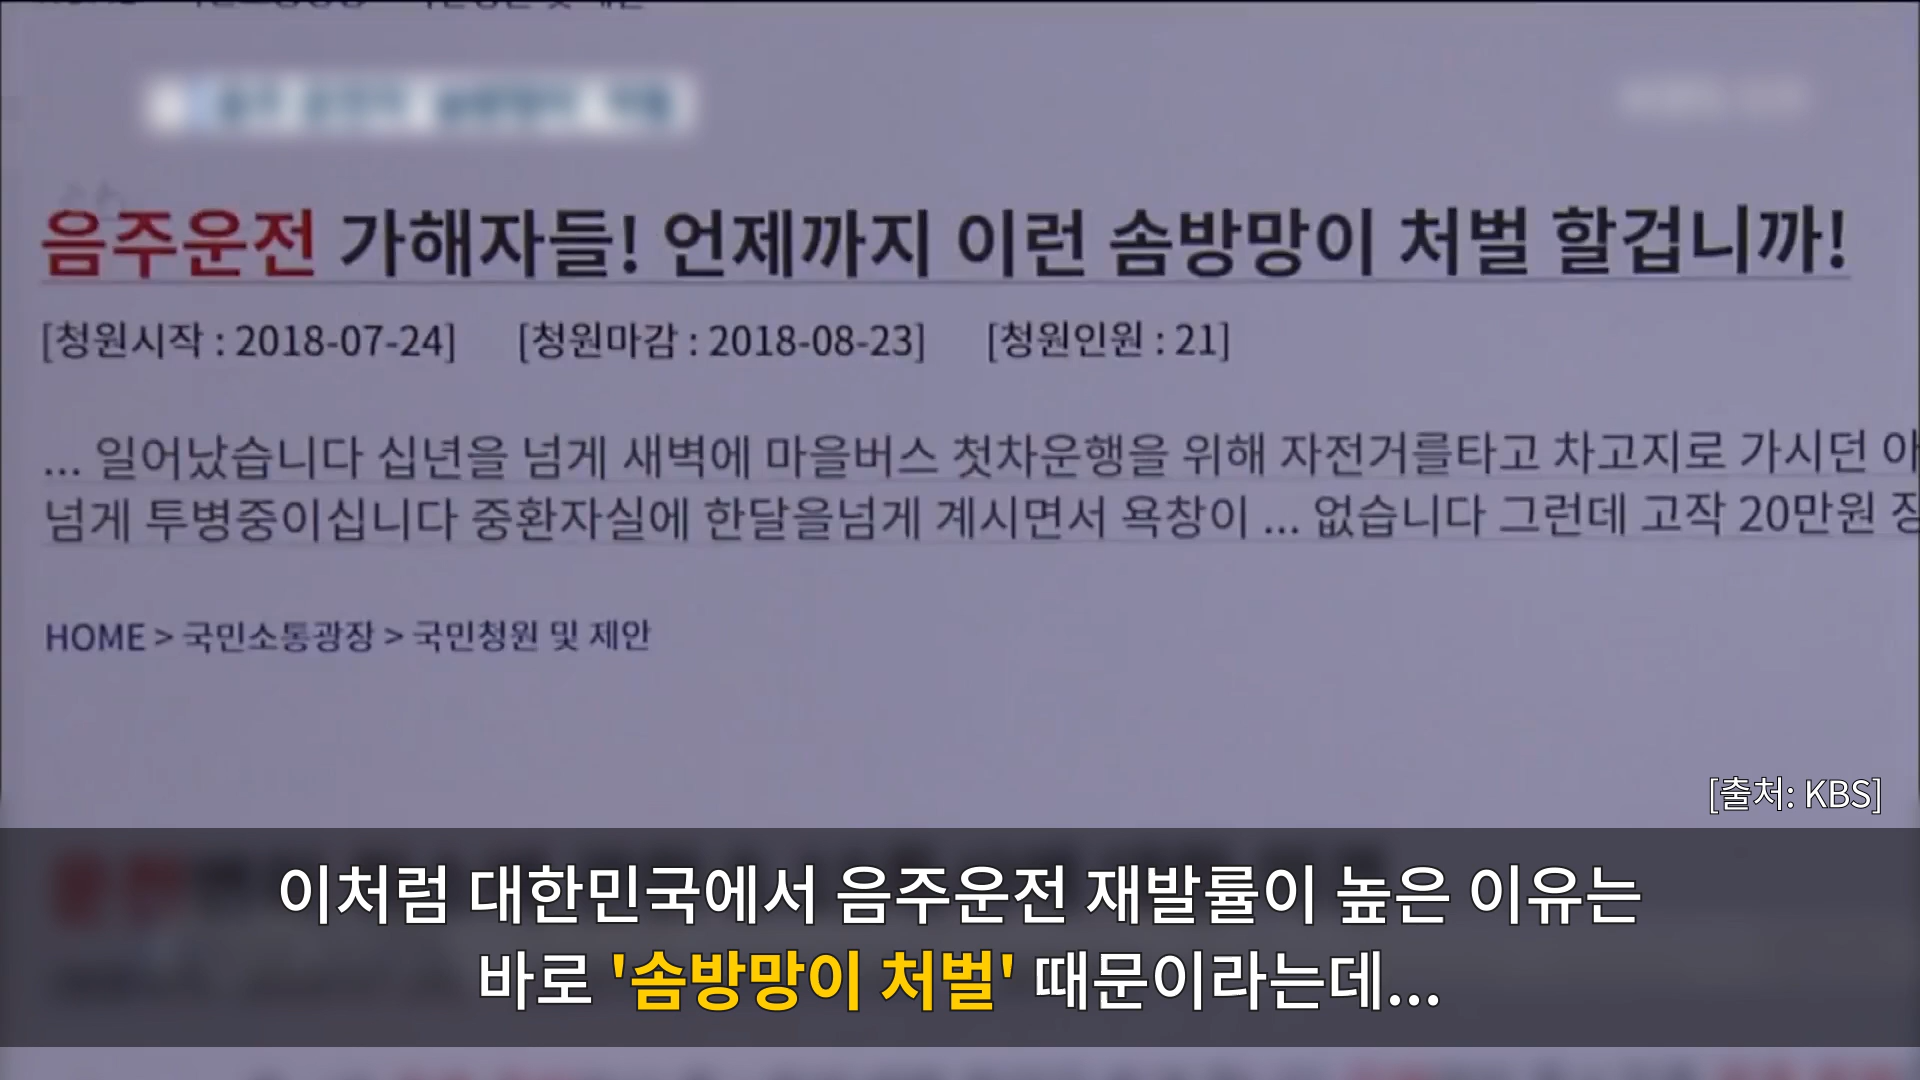 음주운전 가해자들! 언제까지 이런 솜방망이 처벌 할겁니까!
[청원시작 : 2018-07-24] [청원마감 : 2018-08-23] [청원인원 : 21]
... 일어났습니다 십년을 넘게 새벽에 마을버스 첫차운행을 위해 자전거를타고 차고지로 가시던
넘게 투병중이십니다 중환자실에 한달을넘게 계시면서 욕창이 ... 없습니다 그런데 고작 20만원
HOME > 국민소통광장 > 국민청원 및 제안
[출처: KBS]
이처럼 대한민국에서 음주운전 재발률이 높은 이유는
바로 '솜방망이 처벌' 때문이라는데...